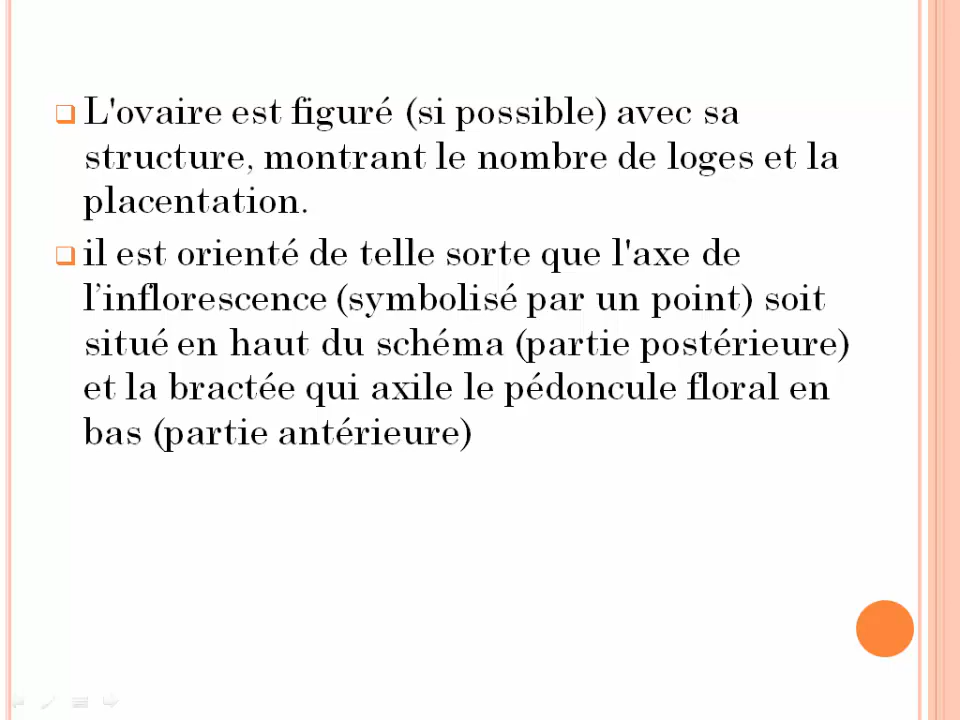 L'ovaire est figuré (si possible) avec sa
structure, montrant le nombre de loges et la
placentation.
il est orienté de telle sorte que l'axe de
l’inflorescence (symbolisé par un point) soit
situé en haut du schéma (partie postérieure)
et la bractée qui axile le pédoncule floral en
bas (partie antérieure)